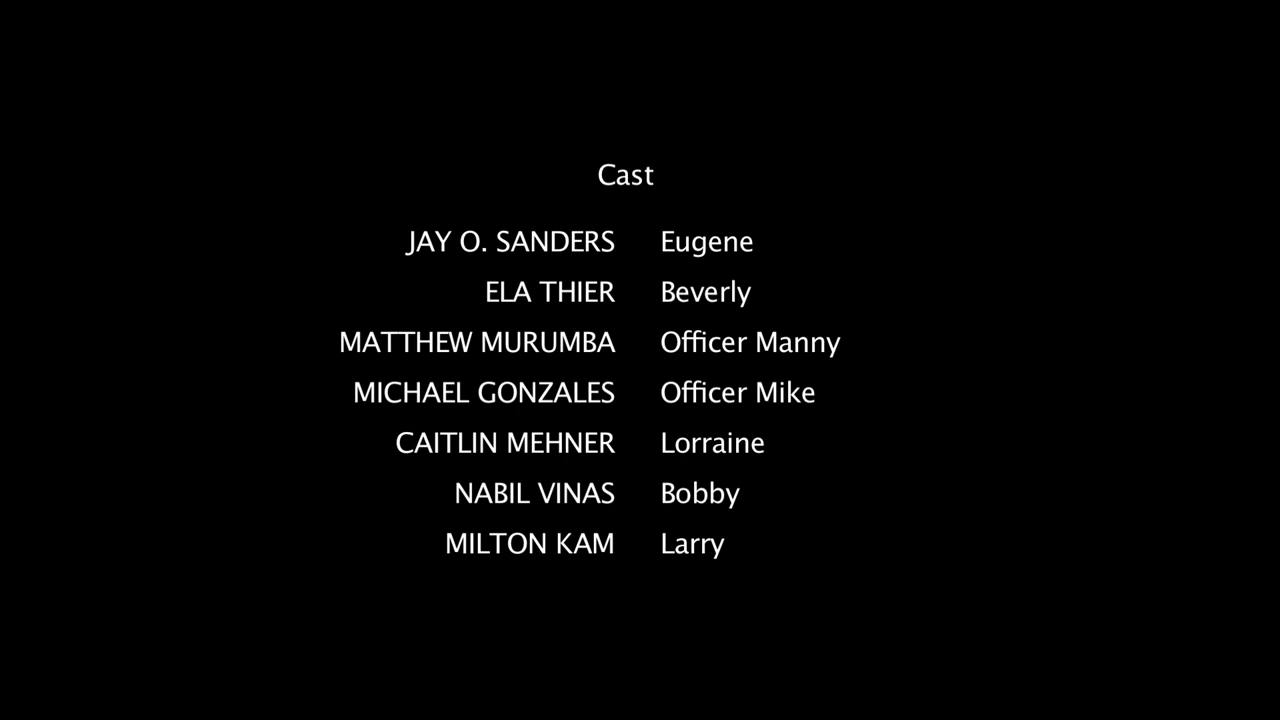 Cast
JAY O. SANDERS Eugene
ELA THIER Beverly
MATTHEW MURUMBA Officer Manny
MICHAEL GONZALES Officer Mike
CAITLIN MEHNER Lorraine
NABIL VINAS Bobby
MILTON KAM Larry